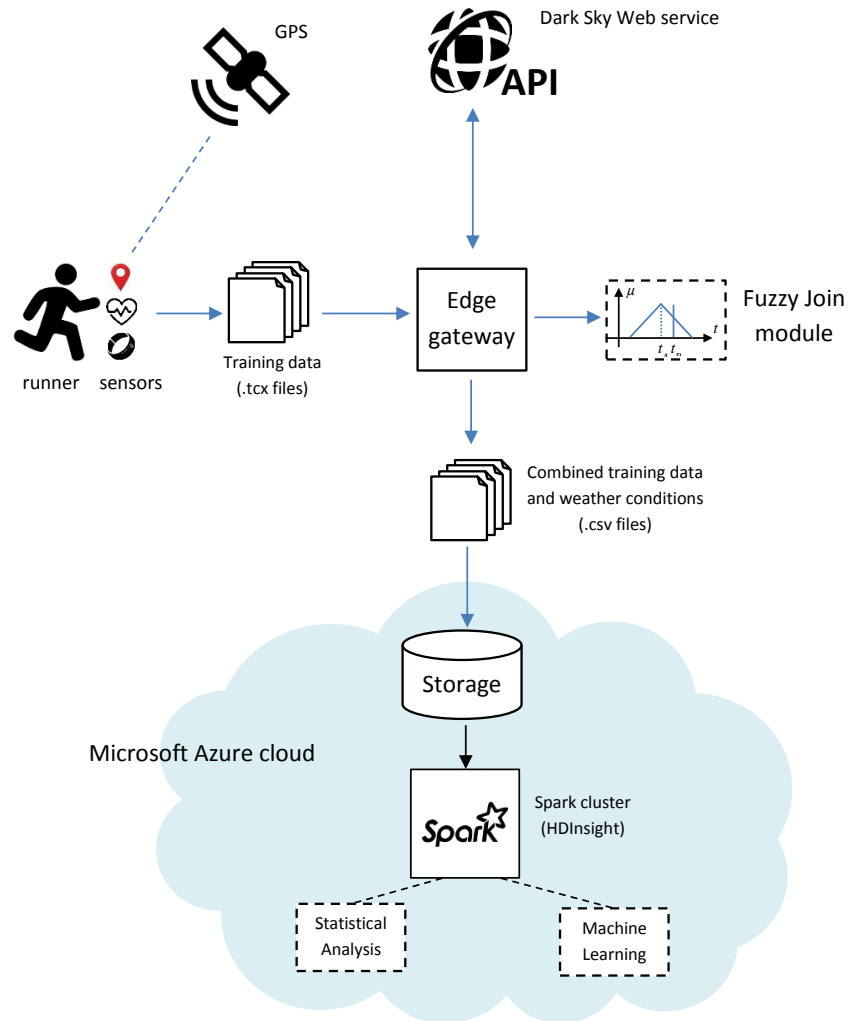 GPS
Dark Sky Web service
API
runner
sensors
Training data
(.tcx files)
Edge
gateway
μ
t
Fuzzy Join
module
Combined training data
and weather conditions
(.csv files)
Storage
Microsoft Azure cloud
Spark
Spark cluster
(HDInsight)
Statistical
Analysis
Machine
Learning